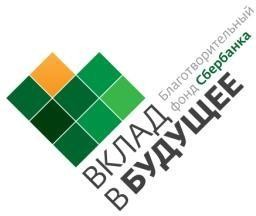 ВКЛАД
В БУДУЩЕЕ
Благотворительный
фонд Сбербанка